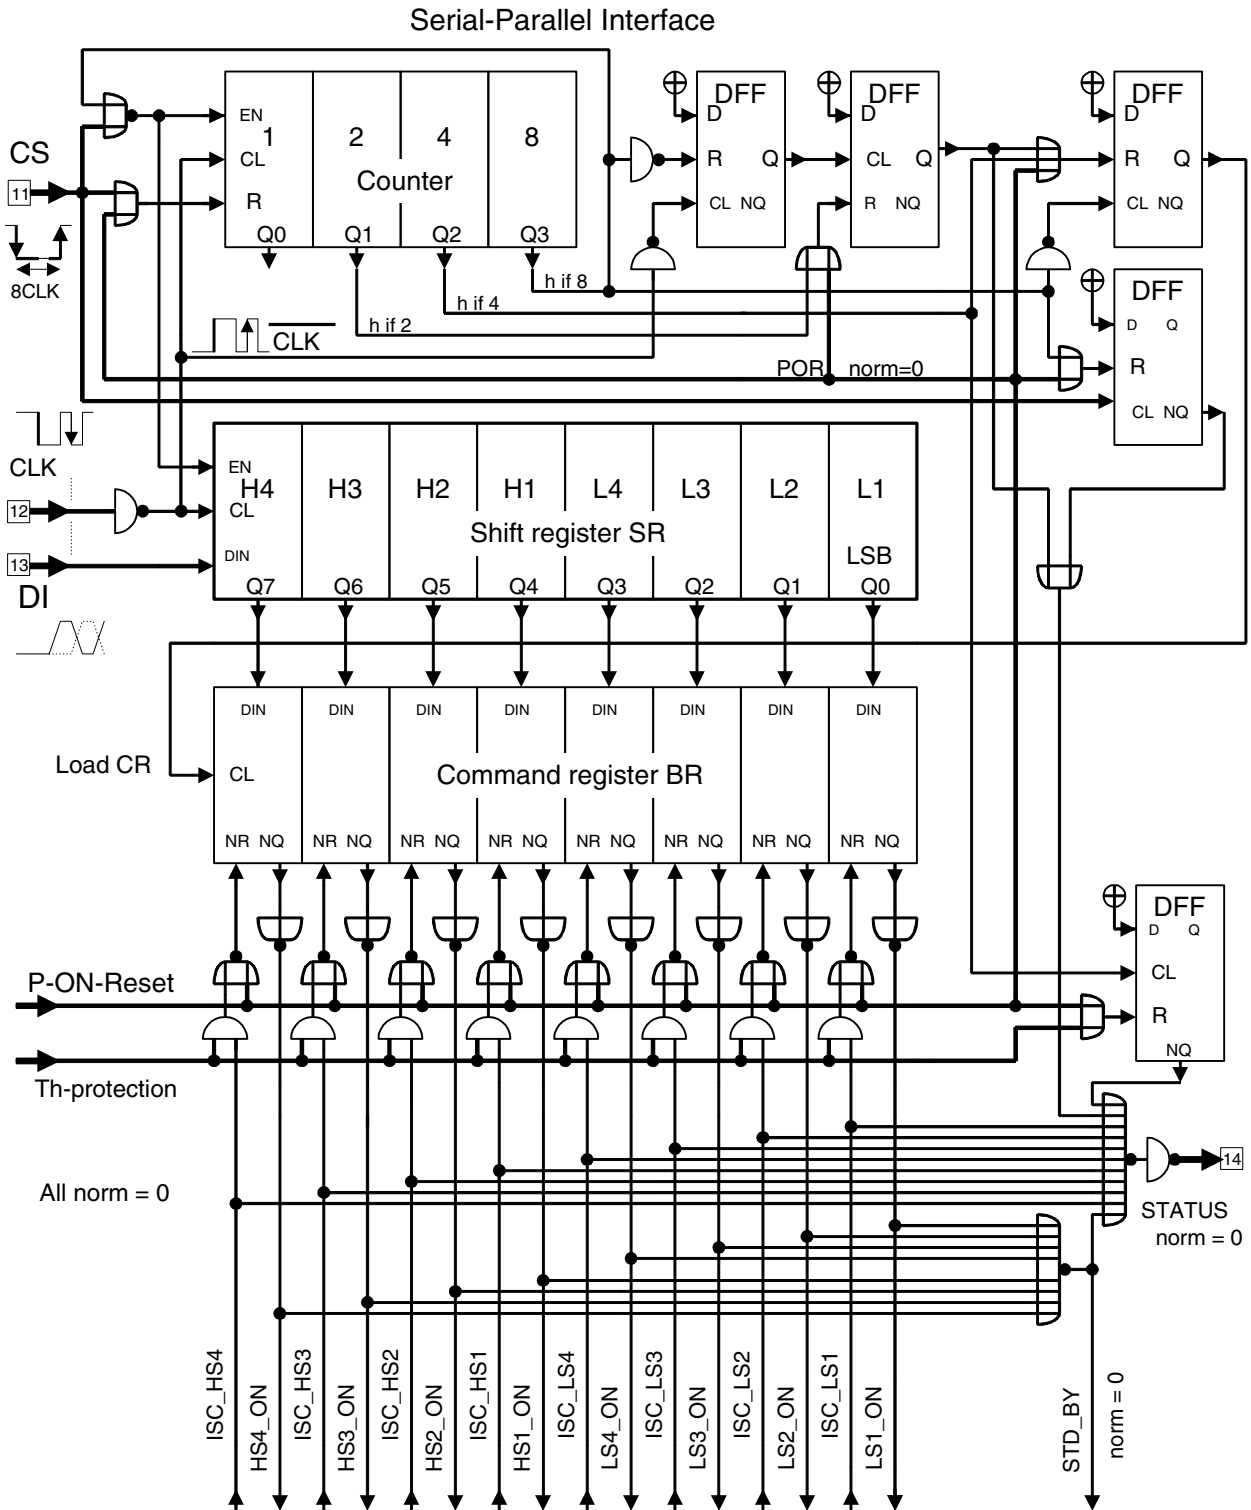 Serial-Parallel Interface
EN 1 2 4 8
CL
Counter
R
Q0 Q1 Q2 Q3
CS
11
8CLK
DFF
D
R Q
CL NQ
DFF
D
CL Q
R NQ
DFF
D
R Q
CL NQ
DFF
D Q
R
CL NQ
h if 8
h if 4
h if 2
CLK
POR norm=0
CLK
12
13
DI
EN
H4 H3 H2 H1 L4 L3 L2 L1
CL
Shift register SR
DIN
LSB
Q7 Q6 Q5 Q4 Q3 Q2 Q1 Q0
DIN DIN DIN DIN DIN DIN DIN DIN
Load CR
CL
Command register BR
NR NQ NR NQ NR NQ NR NQ NR NQ NR NQ NR NQ NR NQ
P-ON-Reset
Th-protection
DFF
D Q
CL
R
NQ
All norm = 0
14
STATUS
norm = 0
ISC_HS4
HS4_ON
ISC_HS3
HS3_ON
ISC_HS2
HS2_ON
ISC_HS1
HS1_ON
ISC_LS4
LS4_ON
ISC_LS3
LS3_ON
ISC_LS2
LS2_ON
ISC_LS1
LS1_ON
STD_BY
norm = 0